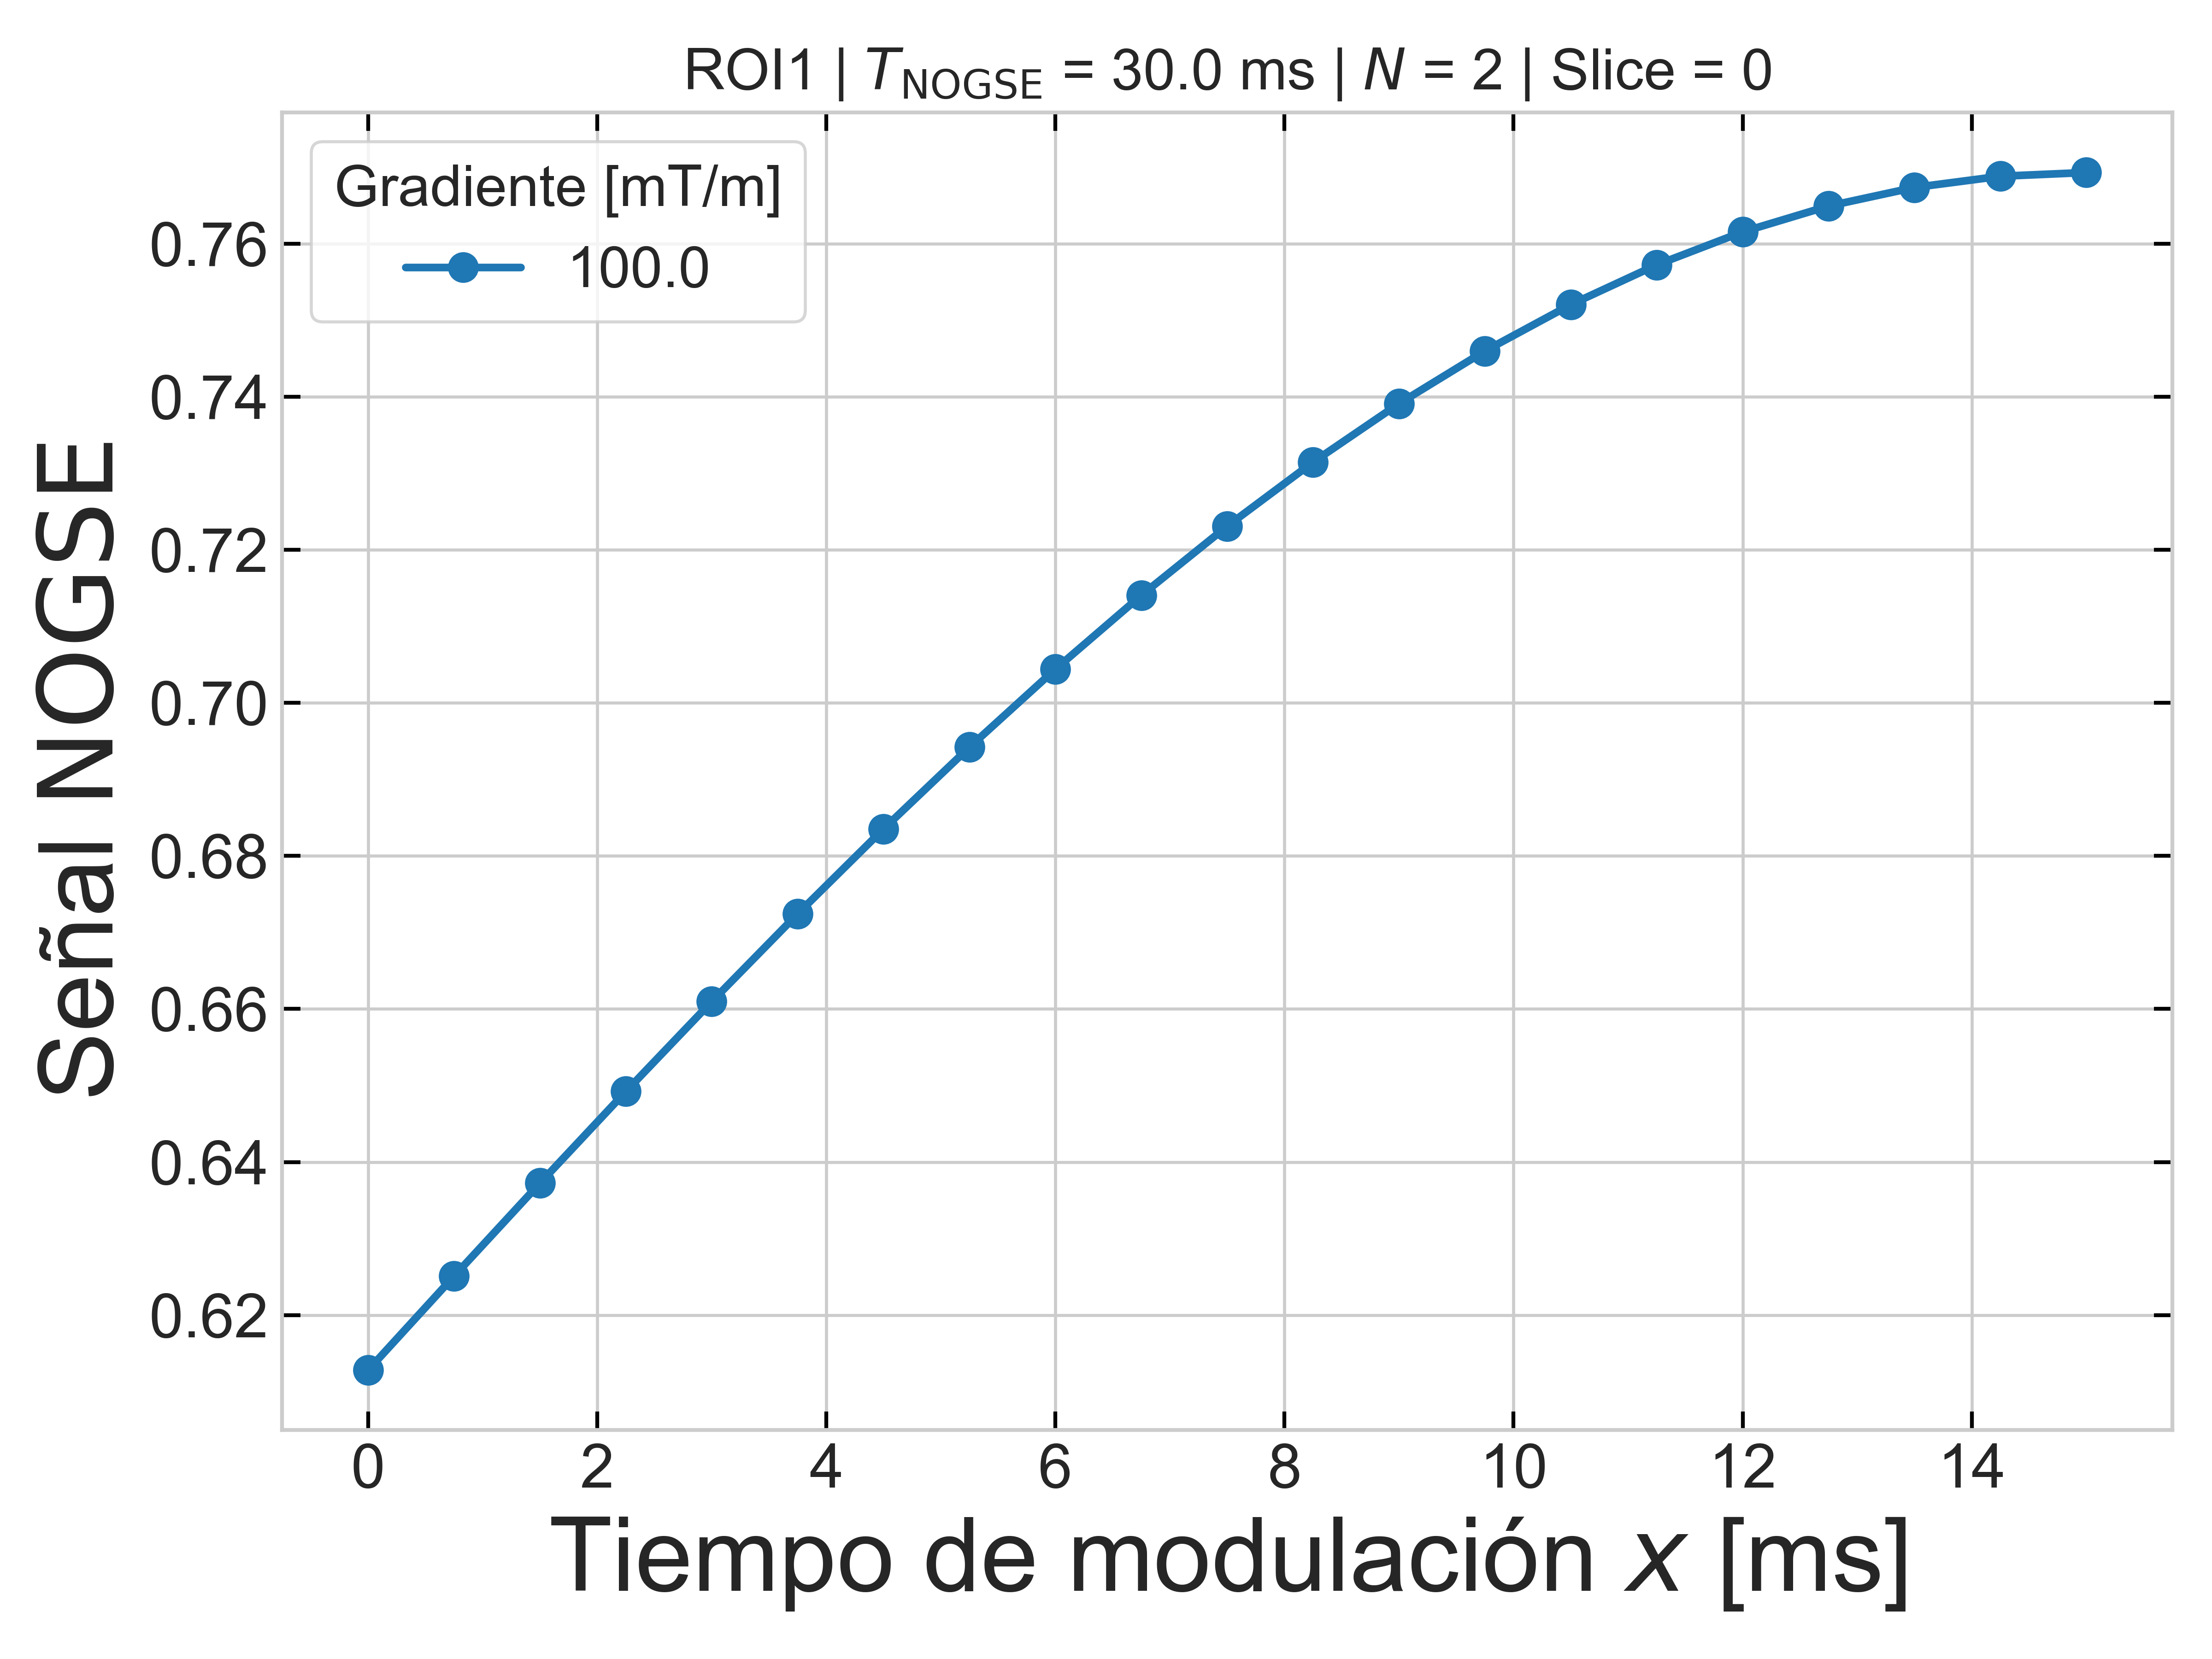 ROI1 | T_NOGSE = 30.0 ms | N = 2 | Slice = 0
Gradiente [mT/m]
100.0
Señal NOGSE
0.76
0.74
0.72
0.70
0.68
0.66
0.64
0.62
0 2 4 6 8 10 12 14
Tiempo de modulación x [ms]